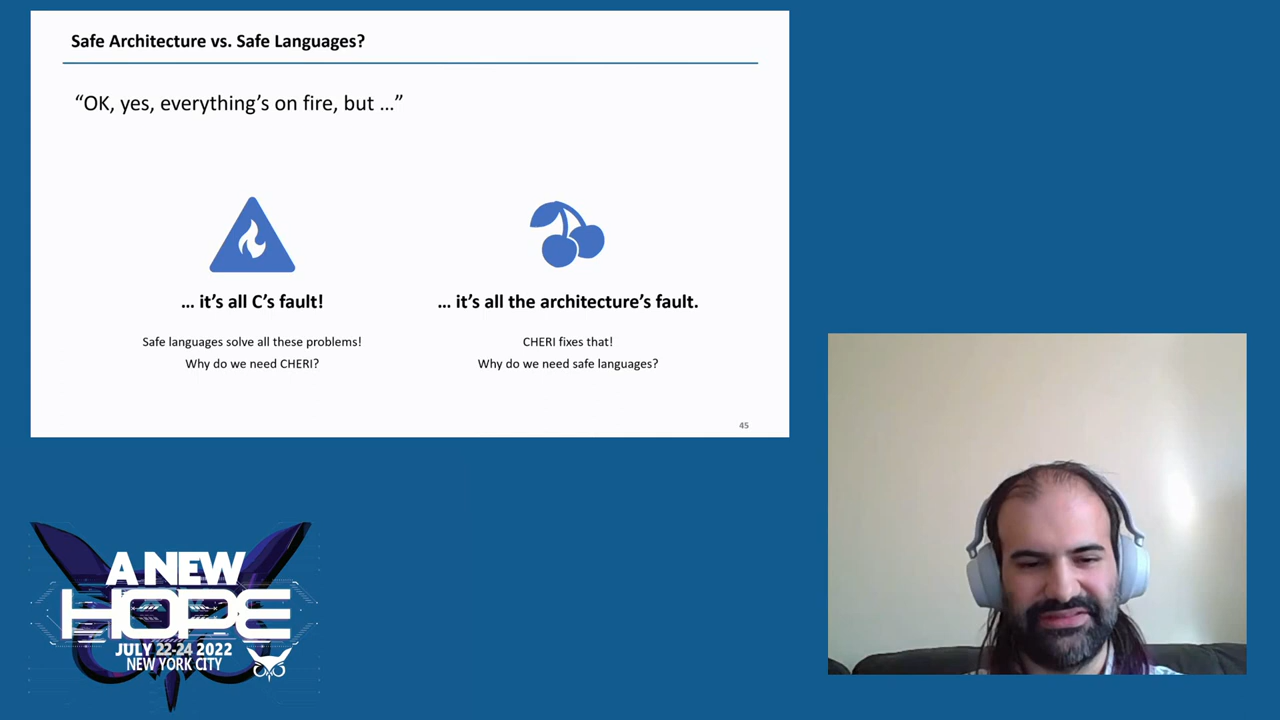 Safe Architecture vs. Safe Languages?
“OK, yes, everything’s on fire, but …”
… it’s all C’s fault!
Safe languages solve all these problems!
Why do we need CHERI?
… it’s all the architecture’s fault.
CHERI fixes that!
Why do we need safe languages?
45
A NEW
HOPE
JULY 22-24 2022
NEW YORK CITY